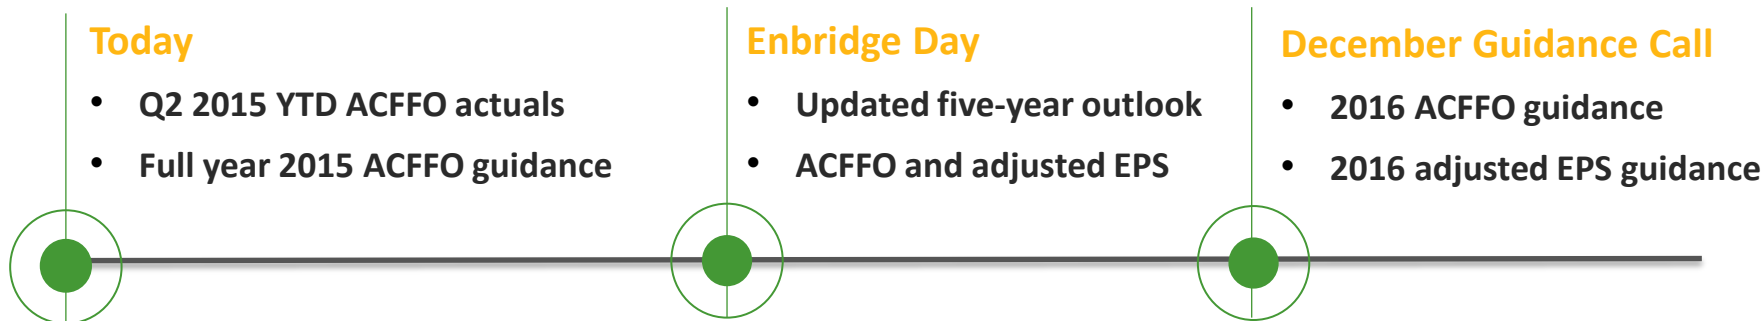 Today
• Q2 2015 YTD ACFFO actuals
• Full year 2015 ACFFO guidance
Enbridge Day
• Updated five-year outlook
• ACFFO and adjusted EPS
December Guidance Call
• 2016 ACFFO guidance
• 2016 adjusted EPS guidance